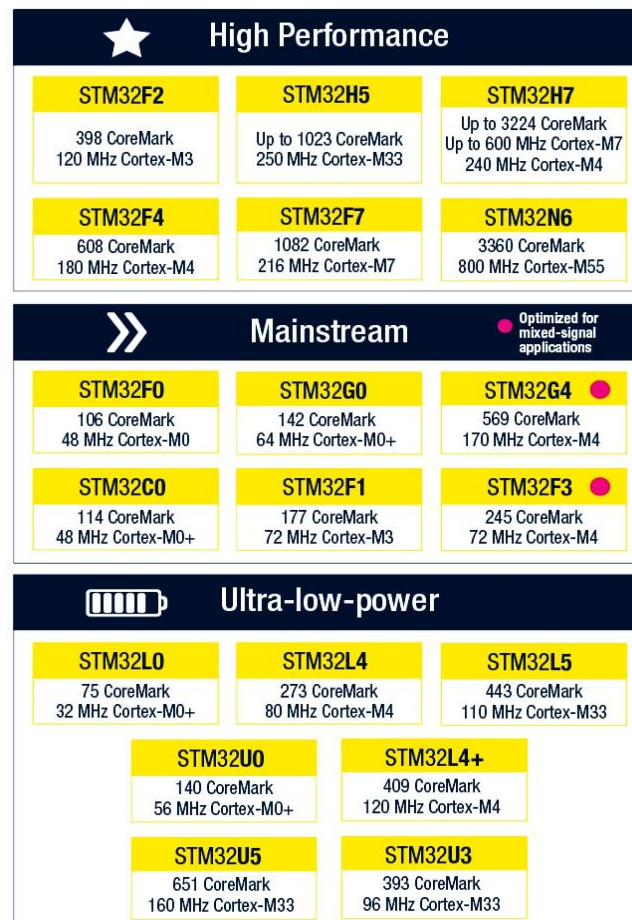 High Performance
STM32F2
398 CoreMark
120 MHz Cortex-M3
STM32H5
Up to 1023 CoreMark
250 MHz Cortex-M33
STM32H7
Up to 3224 CoreMark
Up to 600 MHz Cortex-M7
240 MHz Cortex-M4
STM32F4
608 CoreMark
180 MHz Cortex-M4
STM32F7
1082 CoreMark
216 MHz Cortex-M7
STM32N6
3360 CoreMark
800 MHz Cortex-M55
Mainstream
Optimized for
mixed-signal
applications
STM32F0
106 CoreMark
48 MHz Cortex-M0
STM32G0
142 CoreMark
64 MHz Cortex-M0+
STM32G4
569 CoreMark
170 MHz Cortex-M4
STM32C0
114 CoreMark
48 MHz Cortex-M0+
STM32F1
177 CoreMark
72 MHz Cortex-M3
STM32F3
245 CoreMark
72 MHz Cortex-M4
Ultra-low-power
STM32L0
75 CoreMark
32 MHz Cortex-M0+
STM32L4
273 CoreMark
80 MHz Cortex-M4
STM32L5
443 CoreMark
110 MHz Cortex-M33
STM32U0
140 CoreMark
56 MHz Cortex-M0+
STM32L4+
409 CoreMark
120 MHz Cortex-M4
STM32U5
651 CoreMark
160 MHz Cortex-M33
STM32U3
393 CoreMark
96 MHz Cortex-M33